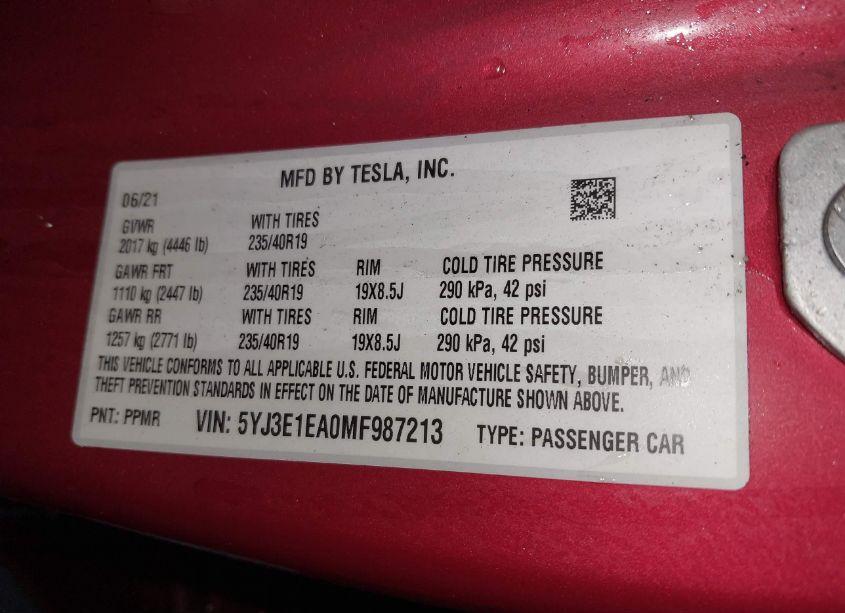 MFD BY TESLA, INC.
06/21
GVWR WITH TIRES
2017 kg (4446 lb) 235/40R19
GAWR FRT WITH TIRES RIM COLD TIRE PRESSURE
1110 kg (2447 lb) 235/40R19 19X8.5J 290 kPa, 42 psi
GAWR RR WITH TIRES RIM COLD TIRE PRESSURE
1257 kg (2771 lb) 235/40R19 19X8.5J 290 kPa, 42 psi
THIS VEHICLE CONFORMS TO ALL APPLICABLE U.S. FEDERAL MOTOR VEHICLE SAFETY, BUMPER, AND
THEFT PREVENTION STANDARDS IN EFFECT ON THE DATE OF MANUFACTURE SHOWN ABOVE.
PNT: PPMR VIN: 5YJ3E1EA0MF987213 TYPE: PASSENGER CAR